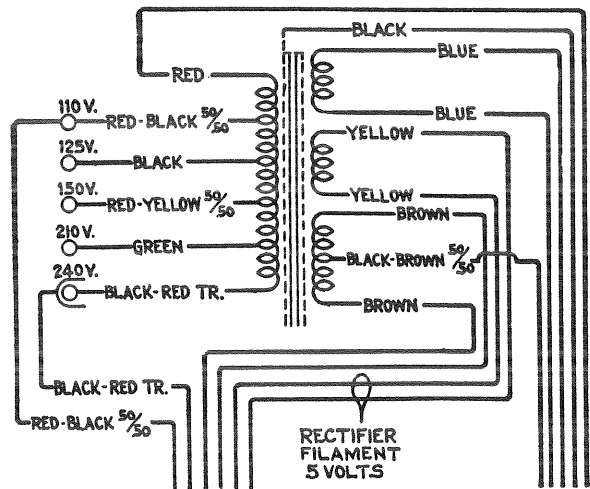 BLACK
BLUE
RED
110 V.
RED-BLACK 50/50
BLUE
YELLOW
125V.
BLACK
150V.
RED-YELLOW 50/50
YELLOW
BROWN
210 V.
GREEN
BLACK-BROWN 50/50
240 V.
BLACK-RED TR.
BROWN
BLACK-RED TR.
RED-BLACK 50/50
RECTIFIER
FILAMENT
5 VOLTS